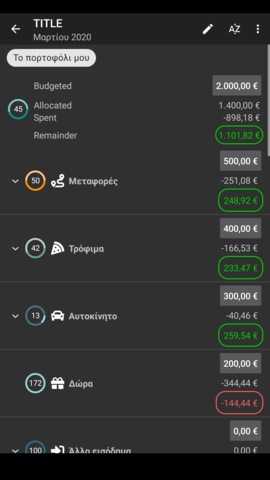 TITLE
Μαρτίου 2020
Το πορτοφόλι μου
Budgeted 2.000,00 €
45 Allocated 1.400,00 €
Spent -898,18 €
Remainder 1.101,82 €
500,00 €
50 Μεταφορές -251,08 €
248,92 €
400,00 €
42 Τρόφιμα -166,53 €
233,47 €
300,00 €
13 Αυτοκίνητο -40,46 €
259,54 €
200,00 €
172 Δώρα -344,44 €
-144,44 €
0,00 €
100 Άλλο εισόδημα 0,00 €